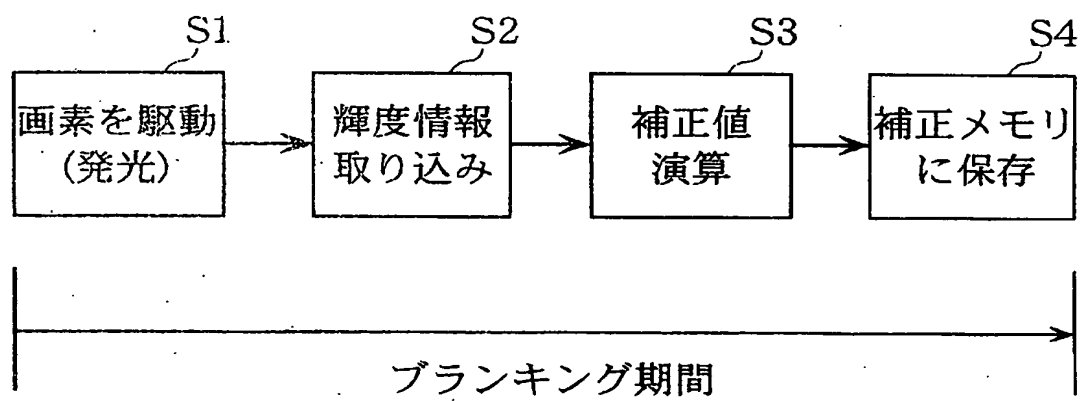 S1
S2
S3
S4
画素を駆動
(発光)
輝度情報
取り込み
補正値
演算
補正メモリ
に保存
ブランキング期間